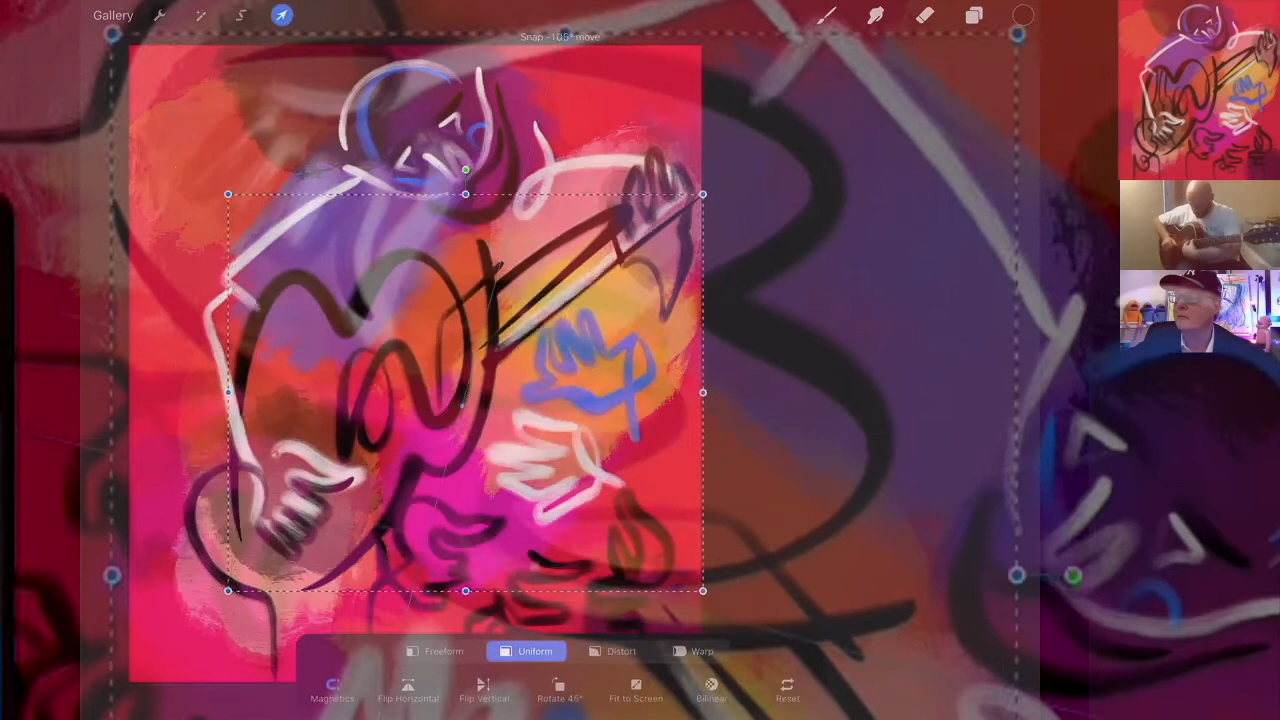 Gallery
Snap -105° move
Freeform Uniform Distort Warp
Magnetics Flip Horizontal Flip Vertical Rotate 45° Fit to Screen Bilinear Reset